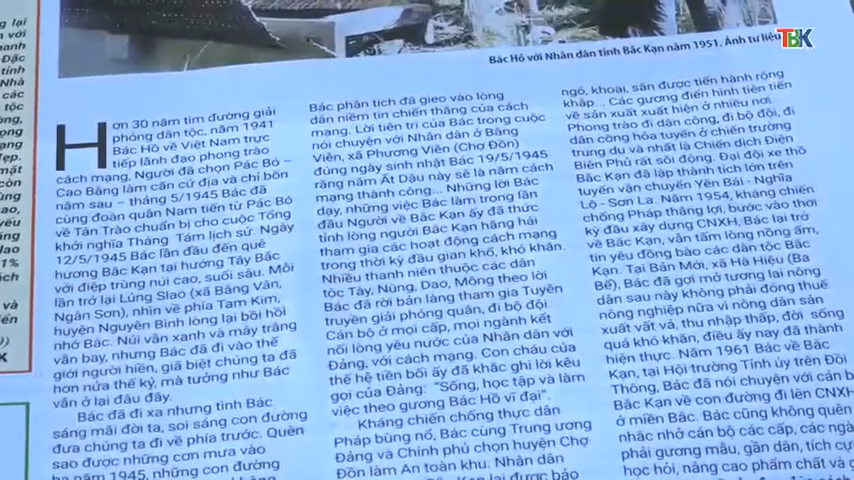 TBK
Bác Hồ với Nhân dân tỉnh Bắc Kạn năm 1951. Ảnh tư liệu
Hơn 30 năm tìm đường giải
phóng dân tộc, năm 1941
Bác Hồ về Việt Nam trực
tiếp lãnh đạo phong trào
cách mạng, Người đã chọn Pác Bó –
Cao Bằng làm căn cứ địa và chỉ bốn
năm sau – tháng 5/1945 Bác đã
cùng đoàn quân Nam tiến từ Pác Bó
về Tân Trào chuẩn bị cho cuộc Tổng
khởi nghĩa Tháng Tám lịch sử. Ngày
12/5/1945 Bác lần đầu đến quê
hương Bắc Kạn tại hướng Tây Bắc
với điệp trùng núi cao, suối sâu. Mỗi
lần trở lại Lủng Slao (xã Bằng Vân,
Ngân Sơn), nhìn về phía Tam Kim,
huyện Nguyên Bình lòng lại bồi hồi
nhớ Bác. Núi vẫn xanh và mây trắng
vẫn bay, nhưng Bác đã đi vào thế
giới người hiền, giã biệt chúng ta đã
hơn nửa thế kỷ, mà tưởng như Bác
vẫn ở lại đâu đây.
Bác đã đi xa nhưng tình Bác
sáng mãi đời ta, soi sáng con đường
đưa chúng ta đi về phía trước. Quên
sao được những cơn mưa vào
hạ năm 1945, những con đường
Bác phân tích đã gieo vào lòng
dân niềm tin chiến thắng của cách
mạng. Lời tiên tri của Bác trong cuộc
nói chuyện với Nhân dân ở Bằng
Viên, xã Phương Viên (Chợ Đồn)
đúng ngày sinh nhật Bác 19/5/1945
rằng năm Ất Dậu này sẽ là năm cách
mạng thành công... Những lời Bác
dạy, những việc Bác làm trong lần
đầu Người về Bắc Kạn ấy đã thức
tỉnh lòng người Bắc Kạn hăng hái
tham gia các hoạt động cách mạng
trong thời kỳ đầu gian khổ, khó khăn.
Nhiều thanh niên thuộc các dân
tộc Tày, Nùng, Dao, Mông theo lời
Bác đã rời bản làng tham gia Tuyên
truyền giải phóng quân, đi bộ đội.
Cán bộ ở mọi cấp, mọi ngành kết
nối lòng yêu nước của Nhân dân với
Đảng, với cách mạng. Con cháu của
thế hệ tiền bối ấy đã khắc ghi lời kêu
gọi của Đảng: "Sống, học tập và làm
việc theo gương Bác Hồ vĩ đại".
Kháng chiến chống thực dân
Pháp bùng nổ, Bác cùng Trung ương
Đảng và Chính phủ chọn huyện Chợ
Đồn làm An toàn khu. Nhân dân
Kạn lại được bảo
ngô, khoai, sắn được tiến hành rộng
khắp... Các gương điển hình tiên tiến
về sản xuất xuất hiện ở nhiều nơi.
Phong trào đi dân công, đi bộ đội, đi
dân công hỏa tuyến ở chiến trường
trung du và nhất là Chiến dịch Điện
Biên Phủ rất sôi động. Đại đội xe thồ
Bắc Kạn đã lập thành tích lớn trên
tuyến vận chuyển Yên Bái - Nghĩa
Lộ - Sơn La. Năm 1954, kháng chiến
chống Pháp thắng lợi, bước vào thời
kỳ đầu xây dựng CNXH, Bác lại trở
về Bắc Kạn, vẫn tấm lòng nồng ấm,
tin yêu đồng bào các dân tộc Bắc
Kạn. Tại Bản Mới, xã Hà Hiệu (Ba
Bể), Bác đã gợi mở tương lai nông
dân sau này không phải đóng thuế
nông nghiệp nữa vì nông dân sản
xuất vất vả, thu nhập thấp, đời sống
quá khó khăn, điều ấy nay đã thành
hiện thực. Năm 1961 Bác về Bắc
Kạn, tại Hội trường Tỉnh ủy trên Đồi
Thông, Bác đã nói chuyện với cán b
Bắc Kạn về con đường đi lên CNXH
ở miền Bắc. Bác cũng không quên
nhắc nhở cán bộ các cấp, các ngà
phải gương mẫu, gần dân, tích cự
học hỏi, nâng cao phẩm chất và g